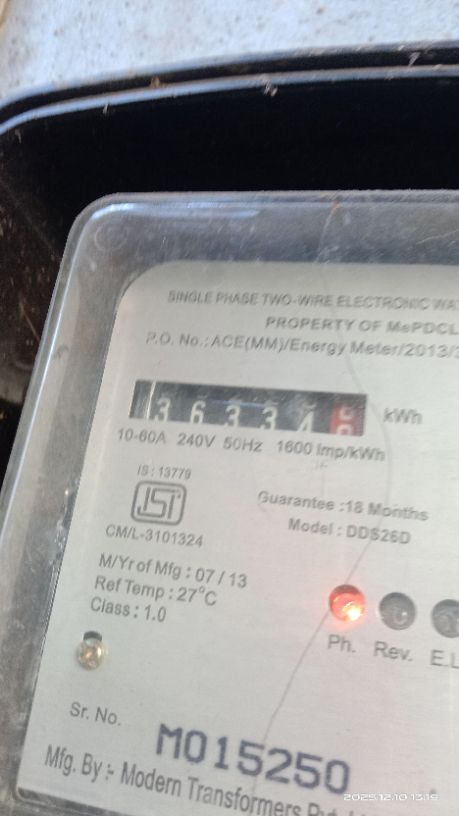 SINGLE PHASE TWO-WIRE ELECTRONIC WA
PROPERTY OF MePDCL
P.O. No.:ACE(MM)/Energy Meter/2013/
3 6 3 3 4 kWh
10-60A 240V 50Hz 1600 Imp/kWh
IS : 13779
ISI
CM/L-3101324
Guarantee :18 Months
Model : DDS26D
M/Yr of Mfg : 07 / 13
Ref Temp : 27°C
Class : 1.0
Ph. Rev. E.L
Sr. No.
M015250
Mfg. By :- Modern Transformers Pvt.
2025.12.10 13:19